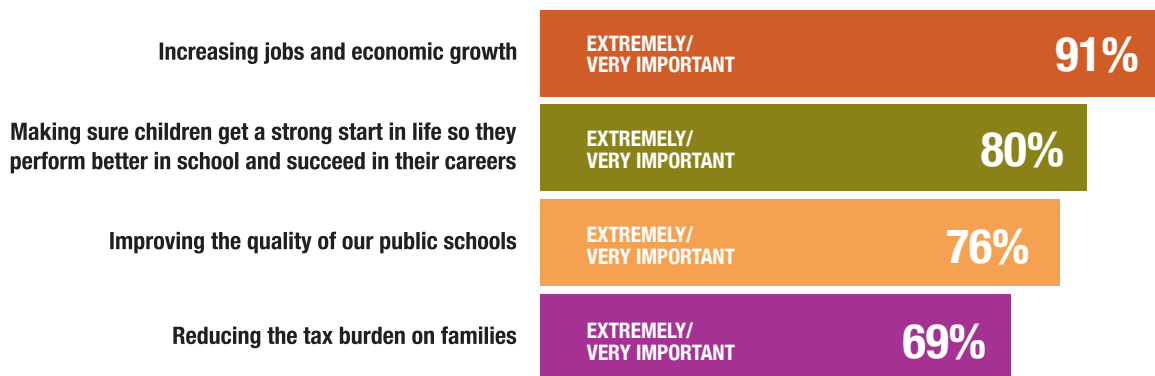 Increasing jobs and economic growth
EXTREMELY/
VERY IMPORTANT
91%
Making sure children get a strong start in life so they
perform better in school and succeed in their careers
EXTREMELY/
VERY IMPORTANT
80%
Improving the quality of our public schools
EXTREMELY/
VERY IMPORTANT
76%
Reducing the tax burden on families
EXTREMELY/
VERY IMPORTANT
69%